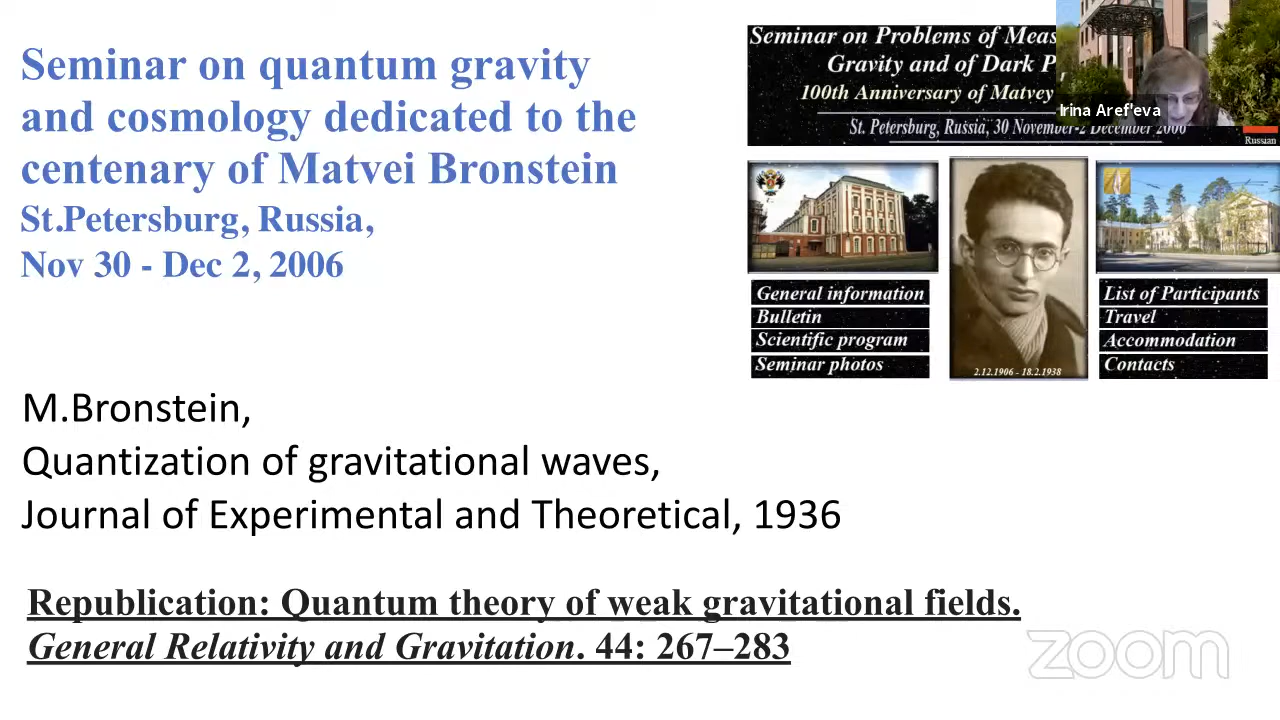 Seminar on quantum gravity
and cosmology dedicated to the
centenary of Matvei Bronstein
St.Petersburg, Russia,
Nov 30 - Dec 2, 2006
Seminar on Problems of Meas
Gravity and of Dark P
100th Anniversary of Matvey
St. Petersburg, Russia, 30 November-2 December 2006
Russian
Irina Aref'eva
General information
Bulletin
Scientific program
Seminar photos
2.12.1906 - 18.2.1938
List of Participants
Travel
Accommodation
Contacts
M.Bronstein,
Quantization of gravitational waves,
Journal of Experimental and Theoretical, 1936
Republication: Quantum theory of weak gravitational fields.
General Relativity and Gravitation. 44: 267–283
zoom